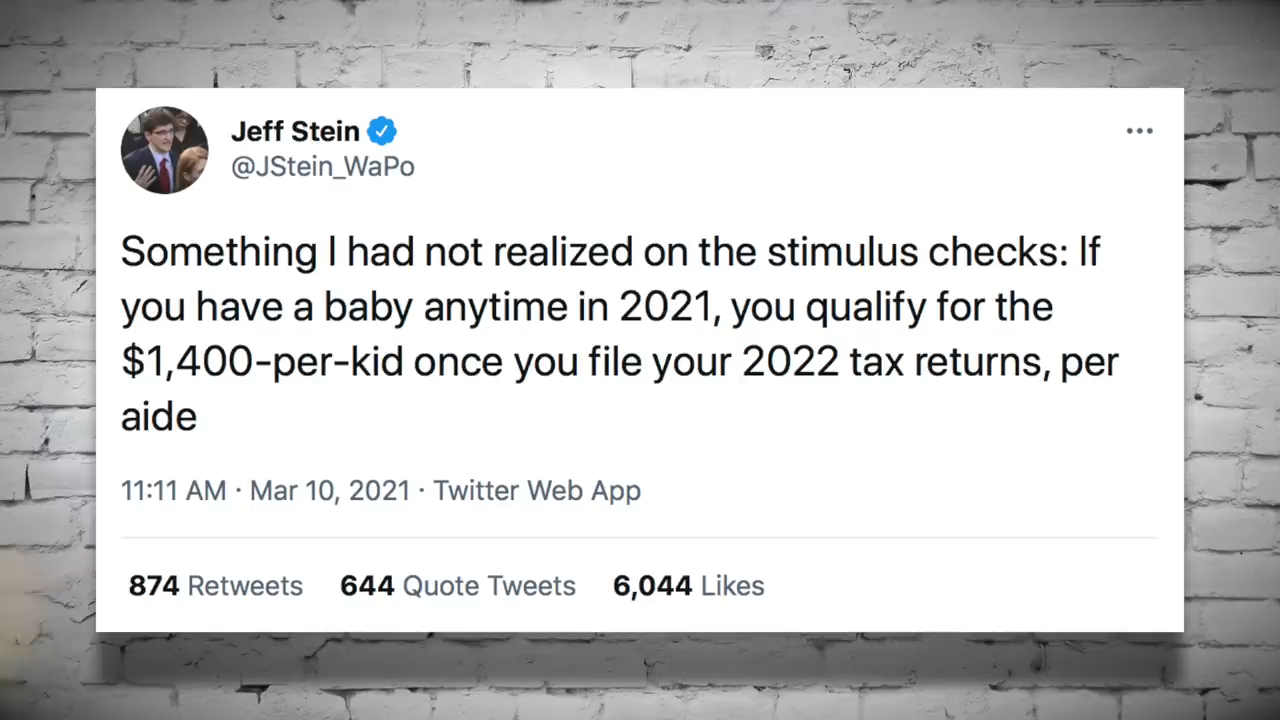 Jeff Stein
@JStein_WaPo
Something I had not realized on the stimulus checks: If
you have a baby anytime in 2021, you qualify for the
$1,400-per-kid once you file your 2022 tax returns, per
aide
11:11 AM · Mar 10, 2021 · Twitter Web App
874 Retweets 644 Quote Tweets 6,044 Likes